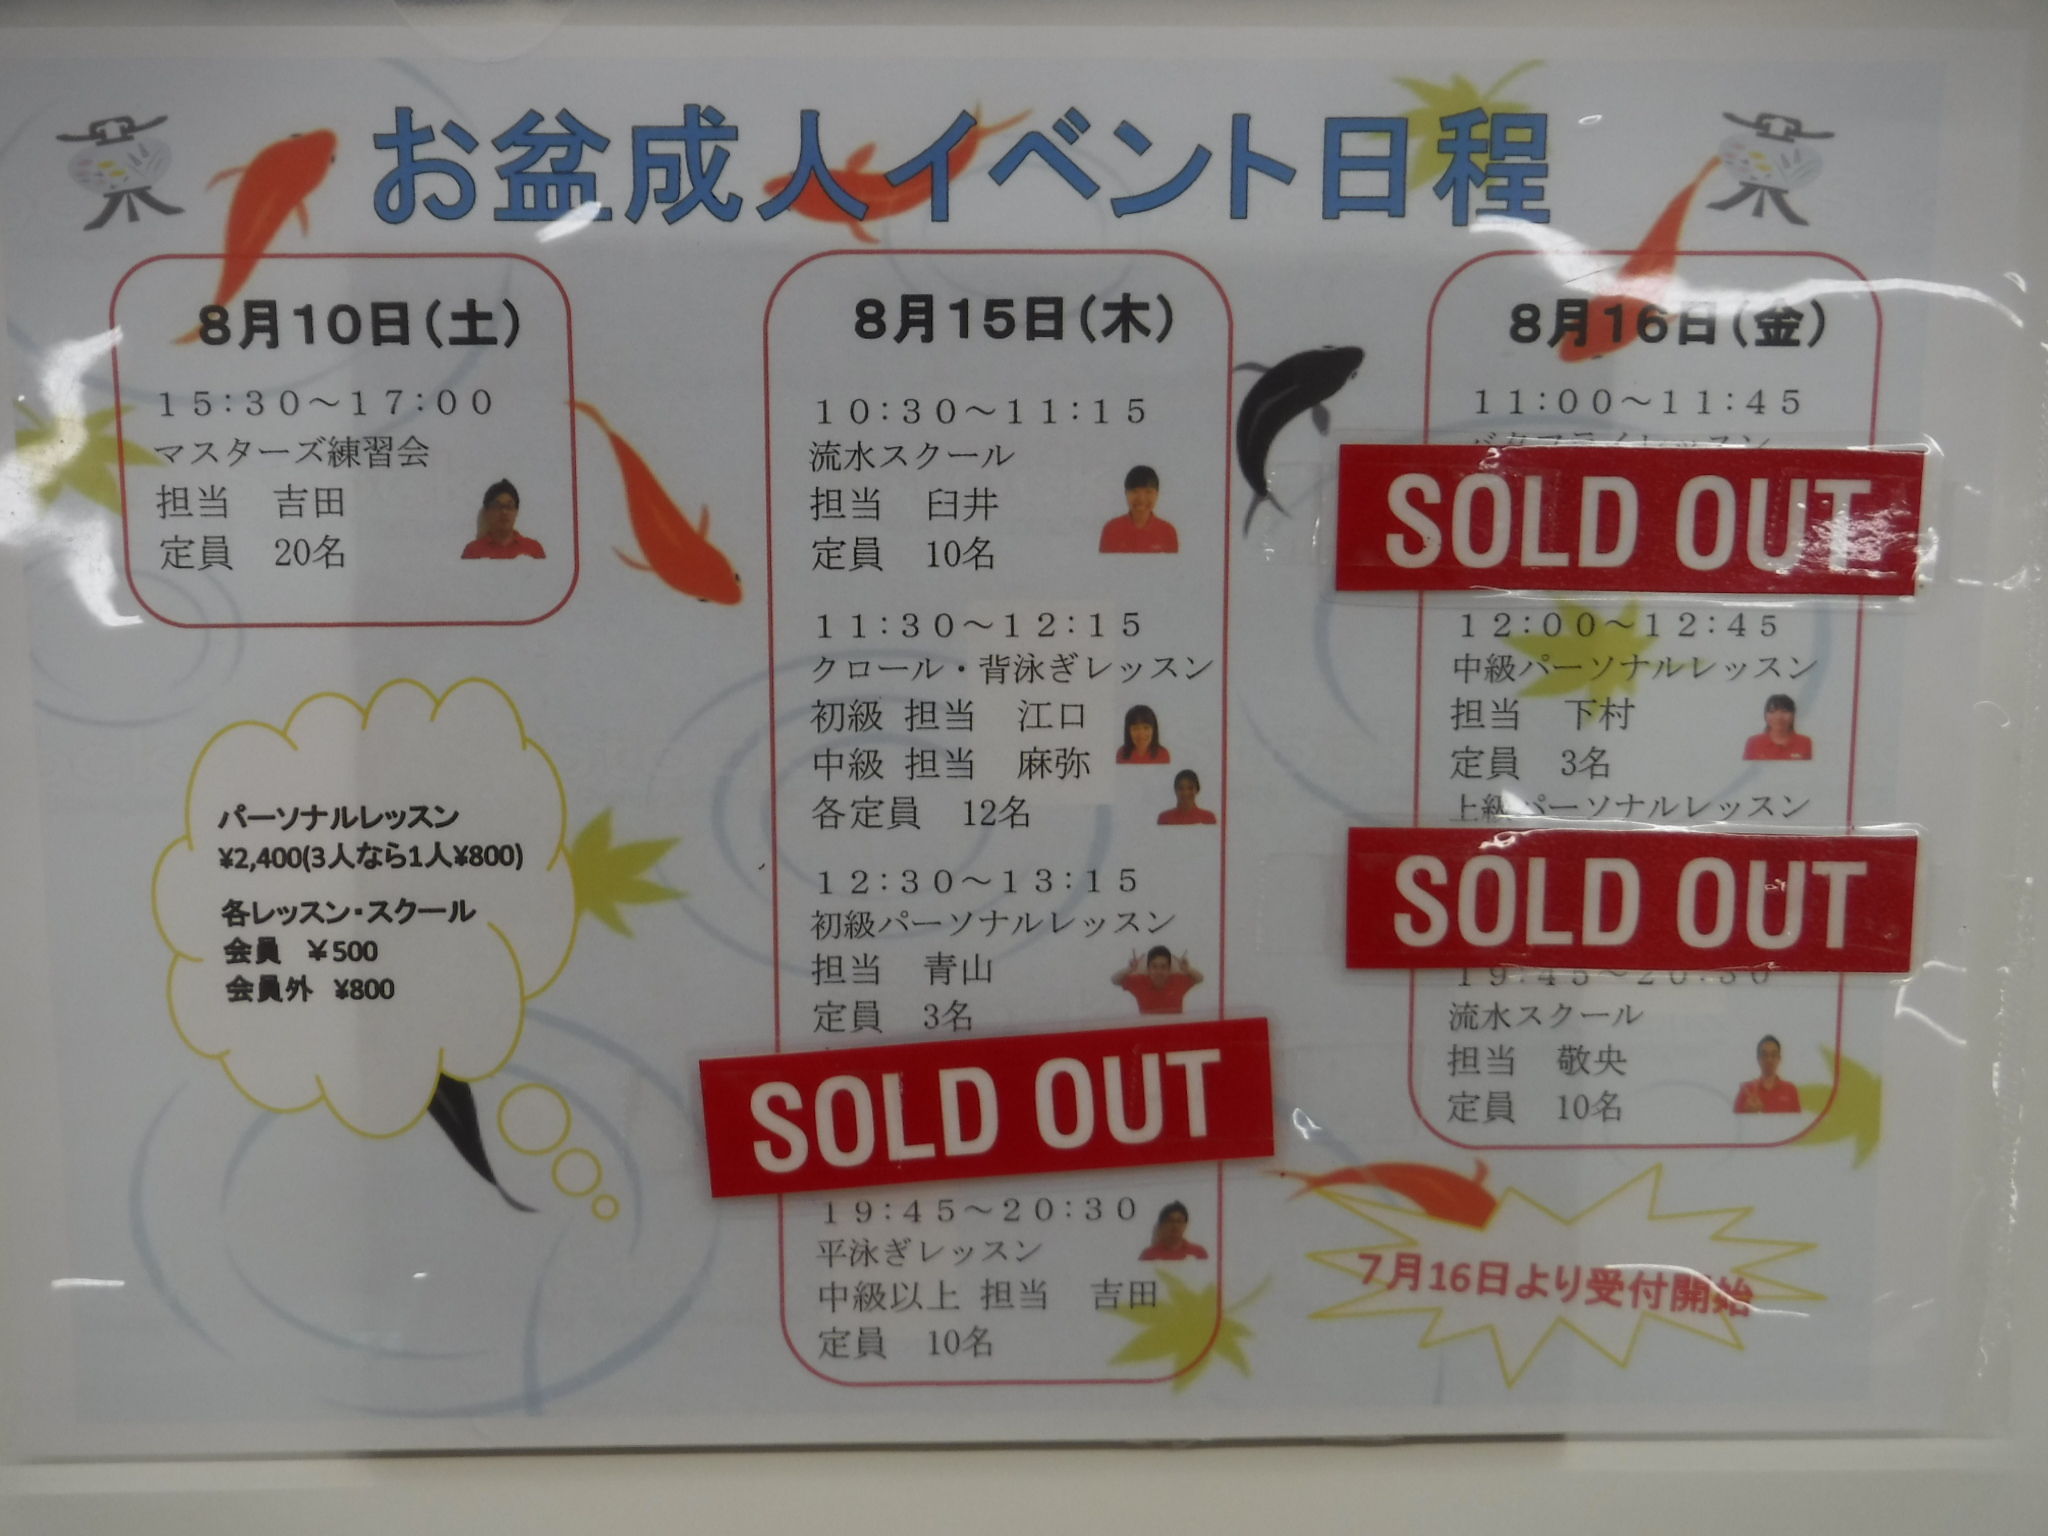 お盆成人イベント日程
8月10日(土)
15:30～17:00
マスターズ練習会
担当 吉田
定員 20名
パーソナルレッスン
¥2,400(3人なら1人¥800)
各レッスン・スクール
会員 ￥500
会員外 ¥800
8月15日(木)
10:30～11:15
流水スクール
担当 臼井
定員 10名
11:30～12:15
クロール・背泳ぎレッスン
初級 担当 江口
中級 担当 麻弥
各定員 12名
12:30～13:15
初級パーソナルレッスン
担当 青山
定員 3名
SOLD OUT
19:45～20:30
平泳ぎレッスン
中級以上 担当 吉田
定員 10名
8月16日(金)
11:00～11:45
バタフライレッスン
SOLD OUT
12:00～12:45
中級パーソナルレッスン
担当 下村
定員 3名
上級パーソナルレッスン
SOLD OUT
19:45～20:30
流水スクール
担当 敬央
定員 10名
7月16日より受付開始